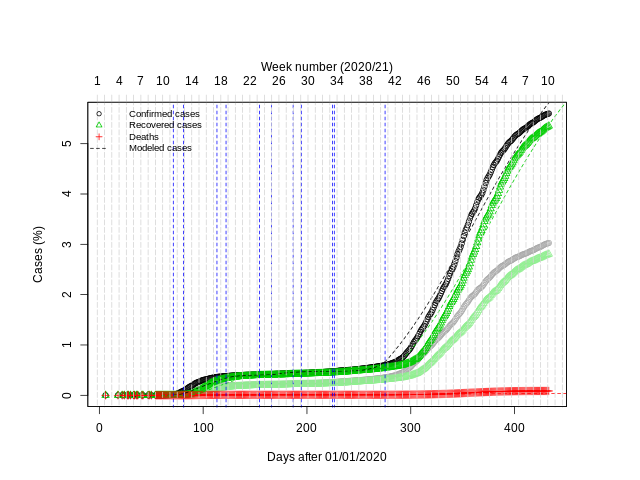 Week number (2020/21)
1 4 7 10 14 18 22 26 30 34 38 42 46 50 54 4 7 10
Confirmed cases
Recovered cases
Deaths
Modeled cases
Cases (%)
5
4
3
2
1
0
0 100 200 300 400
Days after 01/01/2020